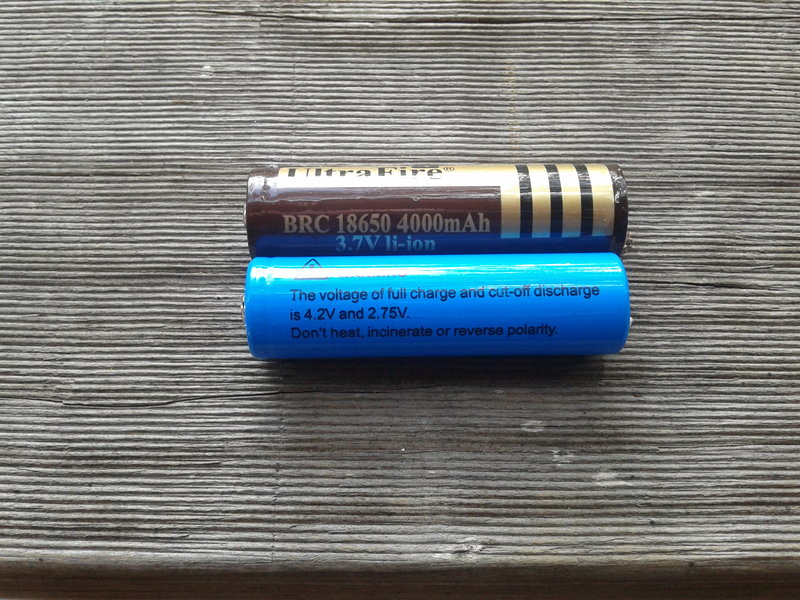 UltraFire®
BRC 18650 4000mAh
3.7V li-ion
WARNING
The voltage of full charge and cut-off discharge
is 4.2V and 2.75V.
Don't heat, incinerate or reverse polarity.